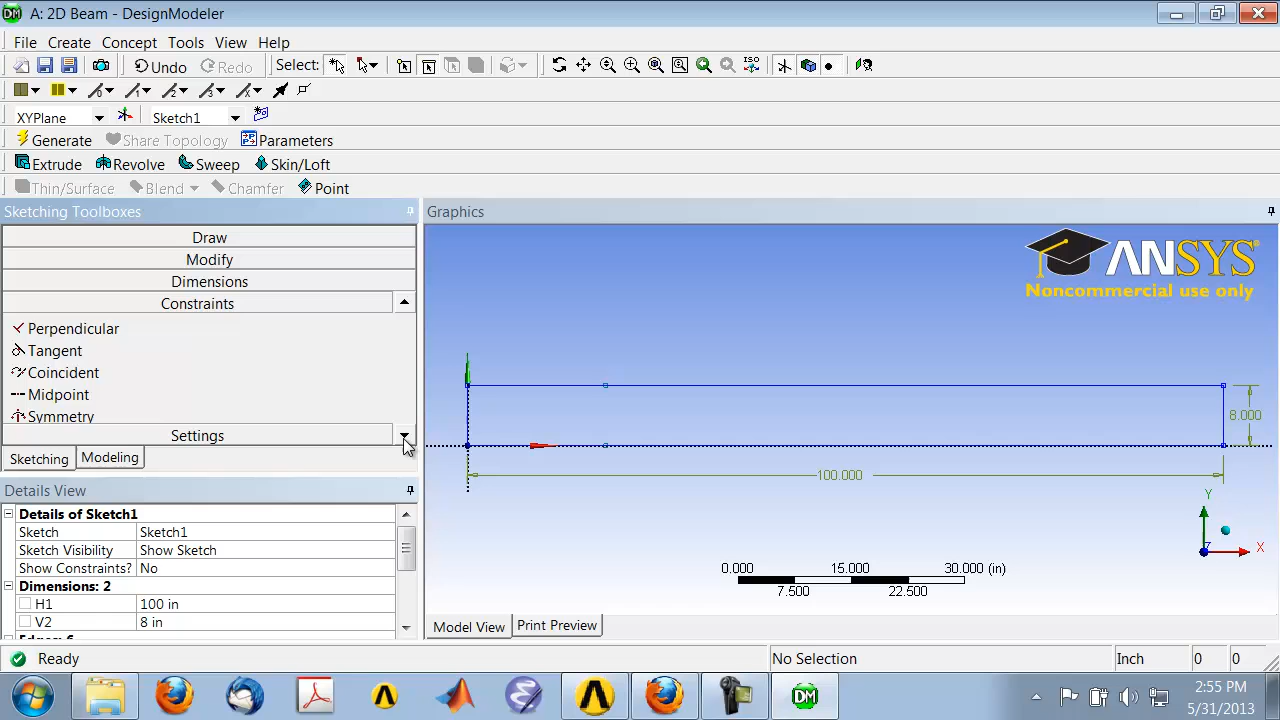 DM A: 2D Beam - DesignModeler
File Create Concept Tools View Help
Undo Redo Select: ISO
XYPlane Sketch1
Generate Share Topology Parameters
Extrude Revolve Sweep Skin/Loft
Thin/Surface Blend Chamfer Point
Sketching Toolboxes
Draw
Modify
Dimensions
Constraints
Perpendicular
Tangent
Coincident
Midpoint
Symmetry
Settings
Sketching Modeling
Details View
Details of Sketch1
Sketch Sketch1
Sketch Visibility Show Sketch
Show Constraints? No
Dimensions: 2
H1 100 in
V2 8 in
Edges: 6
Graphics
ANSYS
Noncommercial use only
8.000
100.000
Y
Z
X
0.000 15.000 30.000 (in)
7.500 22.500
Model View Print Preview
Ready No Selection Inch 0 0
DM
2:55 PM
5/31/2013